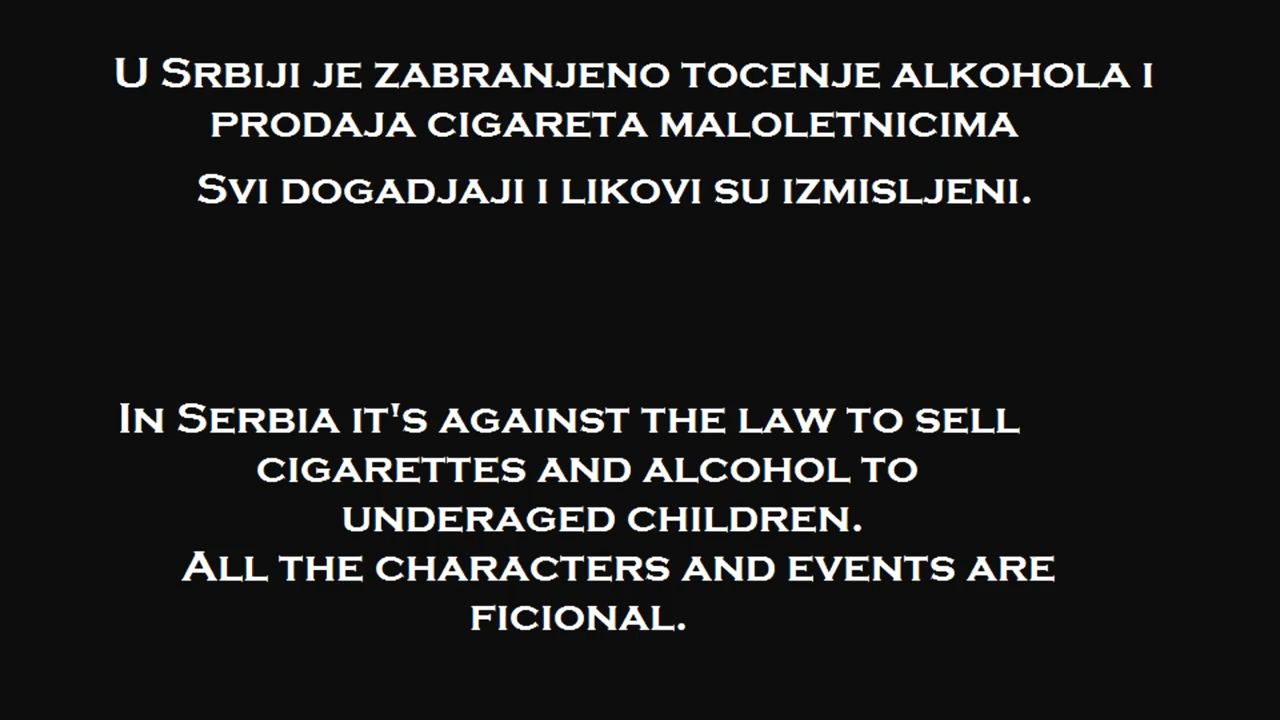 U Srbiji je zabranjeno tocenje alkohola i
prodaja cigareta maloletnicima
Svi dogadjaji i likovi su izmisljeni.
In Serbia it's against the law to sell
cigarettes and alcohol to
underaged children.
All the characters and events are
ficional.